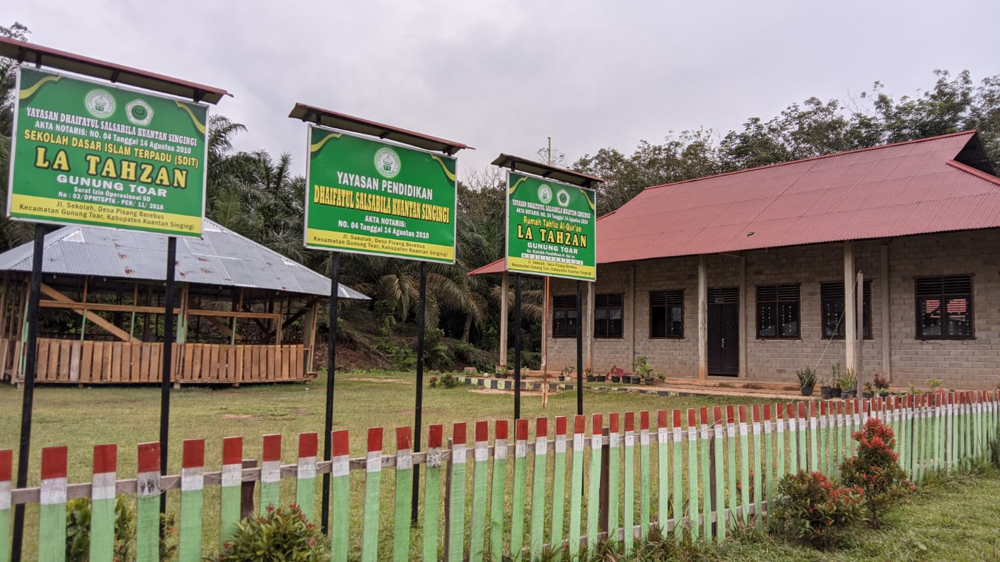 YAYASAN DHAIFATUL SALSABILA KUANTAN SINGINGI
AKTA NOTARIS: NO. 04 Tanggal 14 Agustus 2010
SEKOLAH DASAR ISLAM TERPADU (SDIT)
LA TAHZAN
GUNUNG TOAR
Surat Izin Operasional SD
No : 03/DPMTSPTK - PER/ 11/ 2018
Jl. Sekolah, Desa Pisang Berebus
Kecamatan Gunung Toar, Kabupaten Kuantan Singingi
YAYASAN PENDIDIKAN
DHAIFATUL SALSABILA KUANTAN SINGINGI
AKTA NOTARIS:
NO. 04 Tanggal 14 Agustus 2010
Jl. Sekolah, Desa Pisang Berebus
Kecamatan Gunung Toar, Kabupaten Kuantan Singingi
YAYASAN DHAIFATUL SALSABILA KUANTAN SINGINGI
AKTA NOTARIS: NO. 04 Tanggal 14 Agustus 2010
Rumah Tahfiz Al-Qur'an
LA TAHZAN
GUNUNG TOAR
No. Statistik Pendidikan Al- Qur'an
Jl. Sekolah, Desa Pisang Berebus
Kecamatan Gunung Toar, Kabupaten Kuantan Singingi